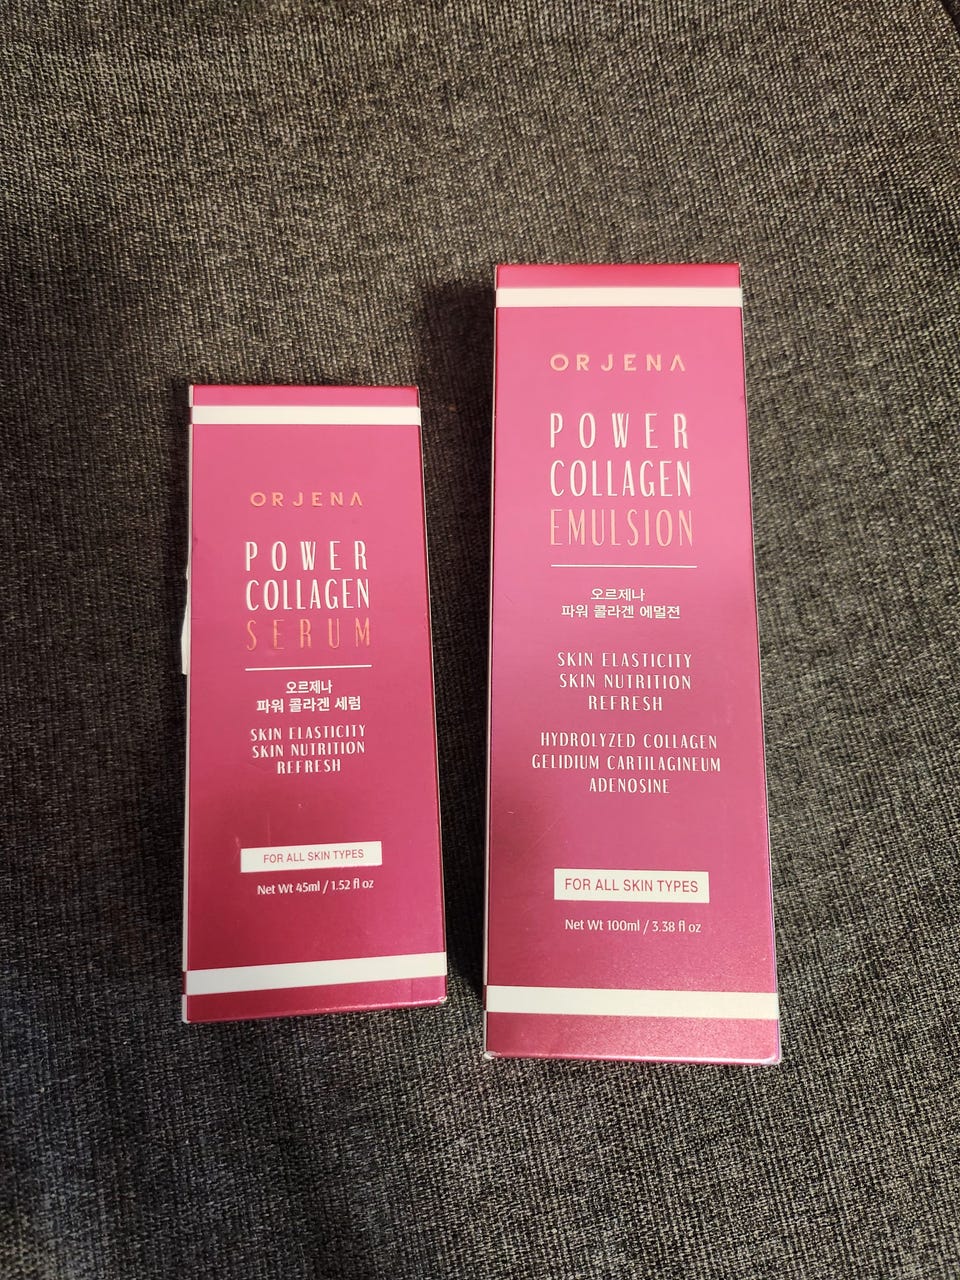 ORJENA
POWER
COLLAGEN
SERUM
오르제나
파워 콜라겐 세럼
SKIN ELASTICITY
SKIN NUTRITION
REFRESH
FOR ALL SKIN TYPES
Net Wt 45ml / 1.52 fl oz
ORJENA
POWER
COLLAGEN
EMULSION
오르제나
파워 콜라겐 에멀젼
SKIN ELASTICITY
SKIN NUTRITION
REFRESH
HYDROLYZED COLLAGEN
GELIDIUM CARTILAGINEUM
ADENOSINE
FOR ALL SKIN TYPES
Net Wt 100ml / 3.38 fl oz